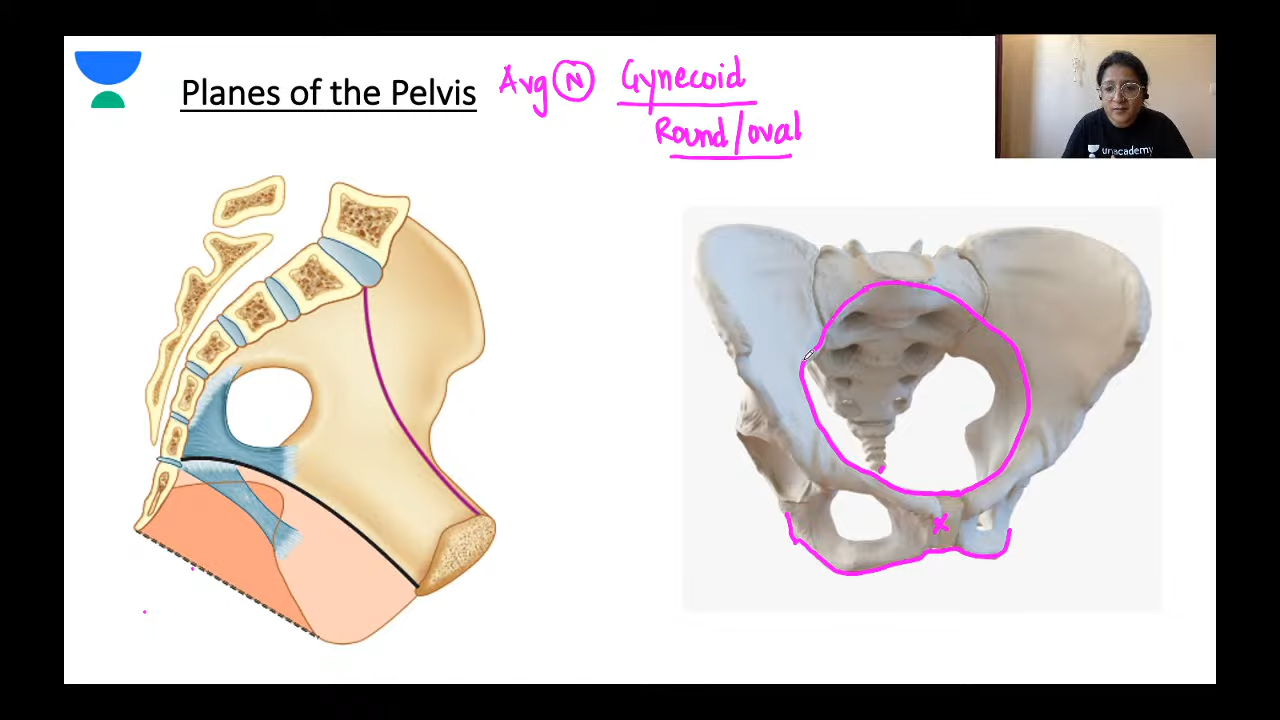 Planes of the Pelvis Avg N Gynecoid
Round/oval
unacademy
x